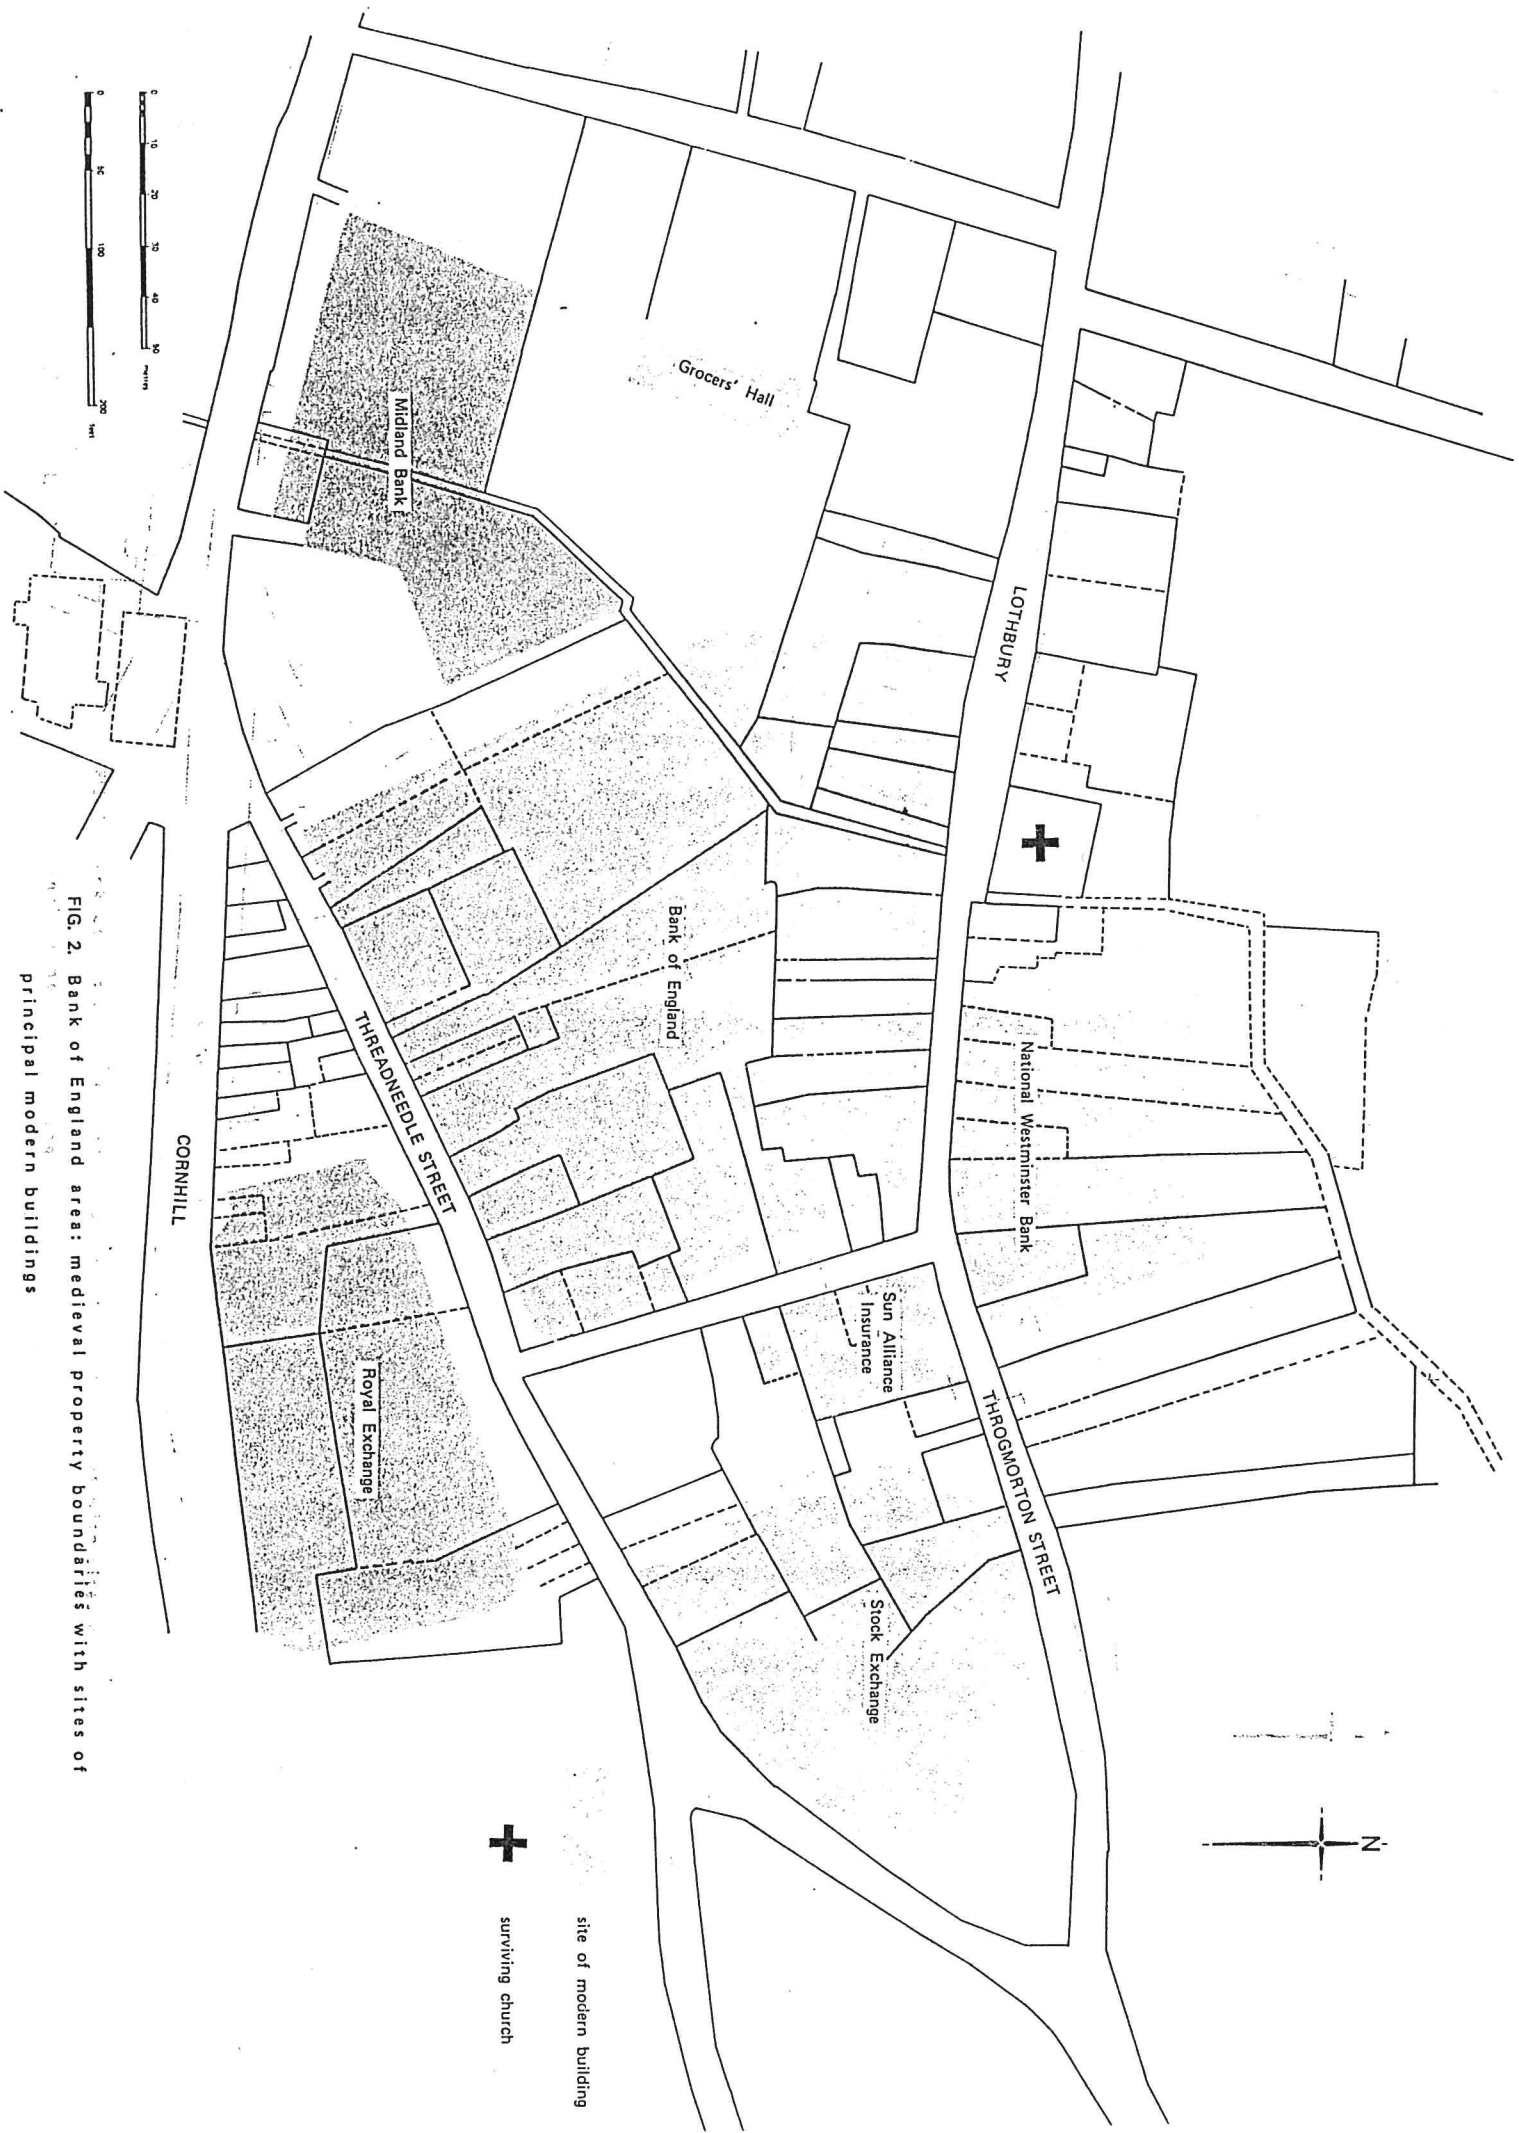 N
Grocers' Hall
LOTHBURY
Midland Bank
Bank of England
National Westminster Bank
Sun Alliance
Insurance
THREADNEEDLE STREET
THROGMORTON STREET
Stock Exchange
Royal Exchange
CORNHILL
site of modern building
surviving church
0 10 20 30 40 50 metres
0 50 100 200 feet
FIG. 2. Bank of England area: medieval property boundaries with sites of
principal modern buildings